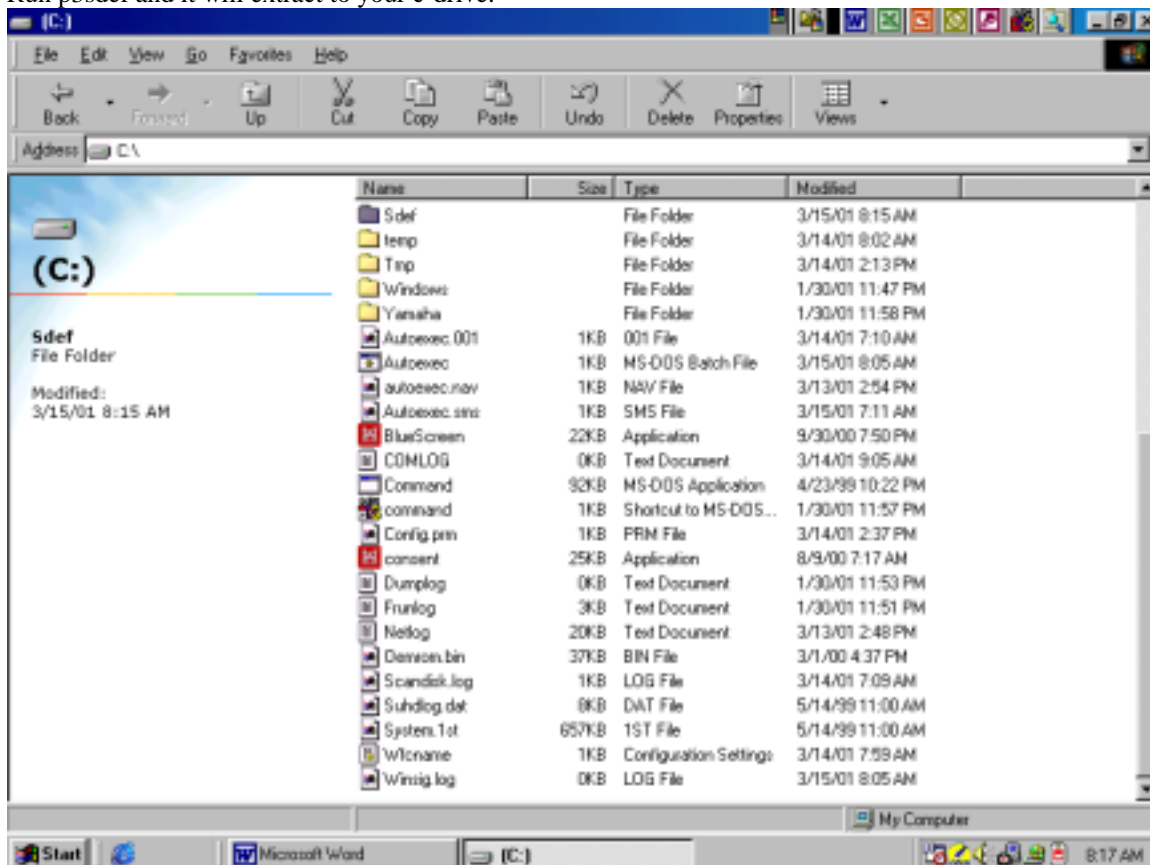 Run p3sdef and it will extract to your c drive.
(C:)
File Edit View Go Favorites Help
Back Forward Up Cut Copy Paste Undo Delete Properties Views
Address C:\
Name Size Type Modified
Sdef File Folder 3/15/01 8:15 AM
temp File Folder 3/14/01 8:02 AM
Tmp File Folder 3/14/01 2:13 PM
Windows File Folder 1/30/01 11:47 PM
Yamaha File Folder 1/30/01 11:58 PM
Autoexec.001 1KB 001 File 3/14/01 7:10 AM
Autoexec 1KB MS-DOS Batch File 3/15/01 8:05 AM
autoexec.nav 1KB NAV File 3/13/01 2:54 PM
Autoexec.sms 1KB SMS File 3/15/01 7:11 AM
BlueScreen 22KB Application 9/30/00 7:50 PM
COMLOG 0KB Text Document 3/14/01 9:05 AM
Command 92KB MS-DOS Application 4/23/99 10:22 PM
command 1KB Shortcut to MS-DOS... 1/30/01 11:57 PM
Config.prn 1KB PRM File 3/14/01 2:37 PM
consent 25KB Application 8/9/00 7:17 AM
Dumplog 0KB Text Document 1/30/01 11:53 PM
Frunlog 3KB Text Document 1/30/01 11:51 PM
Netlog 20KB Text Document 3/13/01 2:48 PM
37KB BIN File 3/1/00 4:37 PM
Scandisk.log 1KB LOG File 3/14/01 7:09 AM
Suhdlog.dat 8KB DAT File 5/14/99 11:00 AM
System.1st 657KB 1ST File 5/14/99 11:00 AM
1KB Configuration Settings 3/14/01 7:59 AM
Winsig.log 0KB LOG File 3/15/01 8:05 AM
(C:)
Sdef
File Folder
Modified:
3/15/01 8:15 AM
My Computer
Start Microsoft Word (C:) 8:17 AM